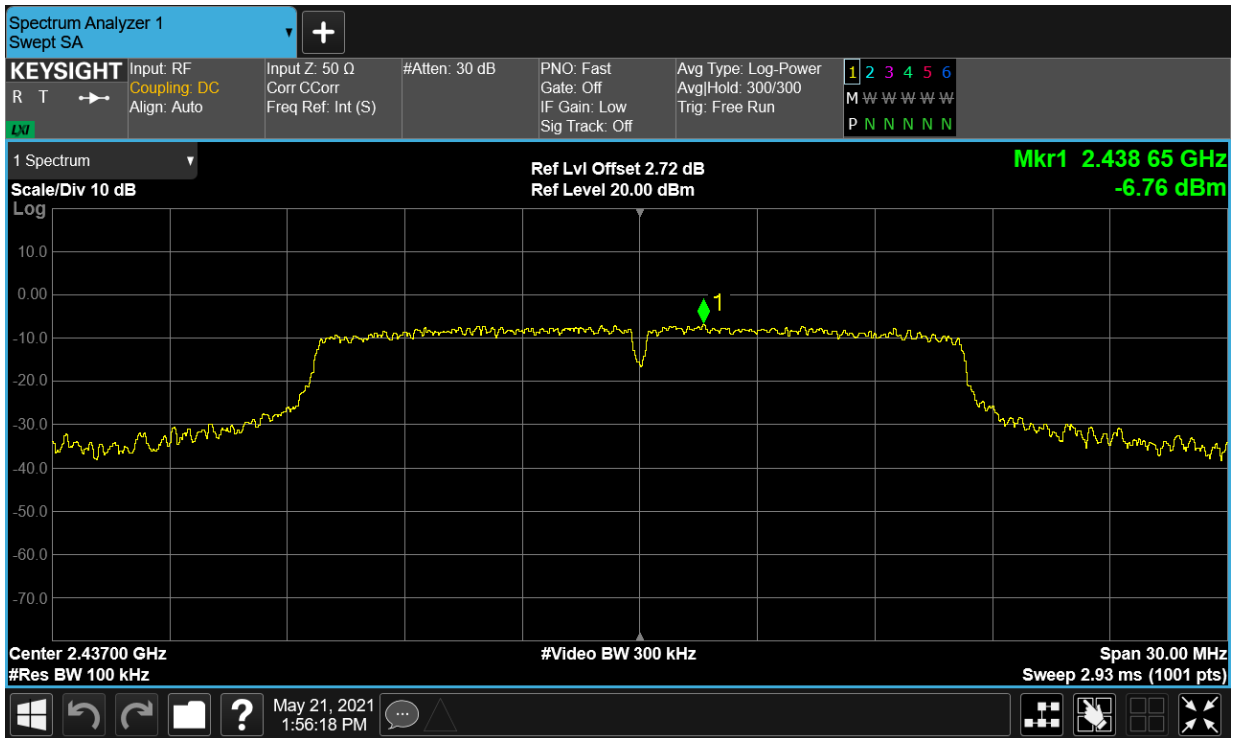 Spectrum Analyzer 1
Swept SA
▼
+
KEYSIGHT
R T
LXI
Input: RF
Coupling: DC
Align: Auto
Input Z: 50 Ω
Corr CCorr
Freq Ref: Int (S)
#Atten: 30 dB
PNO: Fast
Gate: Off
IF Gain: Low
Sig Track: Off
Avg Type: Log-Power
Avg|Hold: 300/300
Trig: Free Run
1 2 3 4 5 6
M W W W W W
P N N N N N
1 Spectrum ▼
Scale/Div 10 dB
Log
Ref Lvl Offset 2.72 dB
Ref Level 20.00 dBm
Mkr1 2.438 65 GHz
-6.76 dBm
10.0
0.00
-10.0
-20.0
-30.0
-40.0
-50.0
-60.0
-70.0
1
Center 2.43700 GHz
#Res BW 100 kHz
#Video BW 300 kHz
Span 30.00 MHz
Sweep 2.93 ms (1001 pts)
?
May 21, 2021
1:56:18 PM